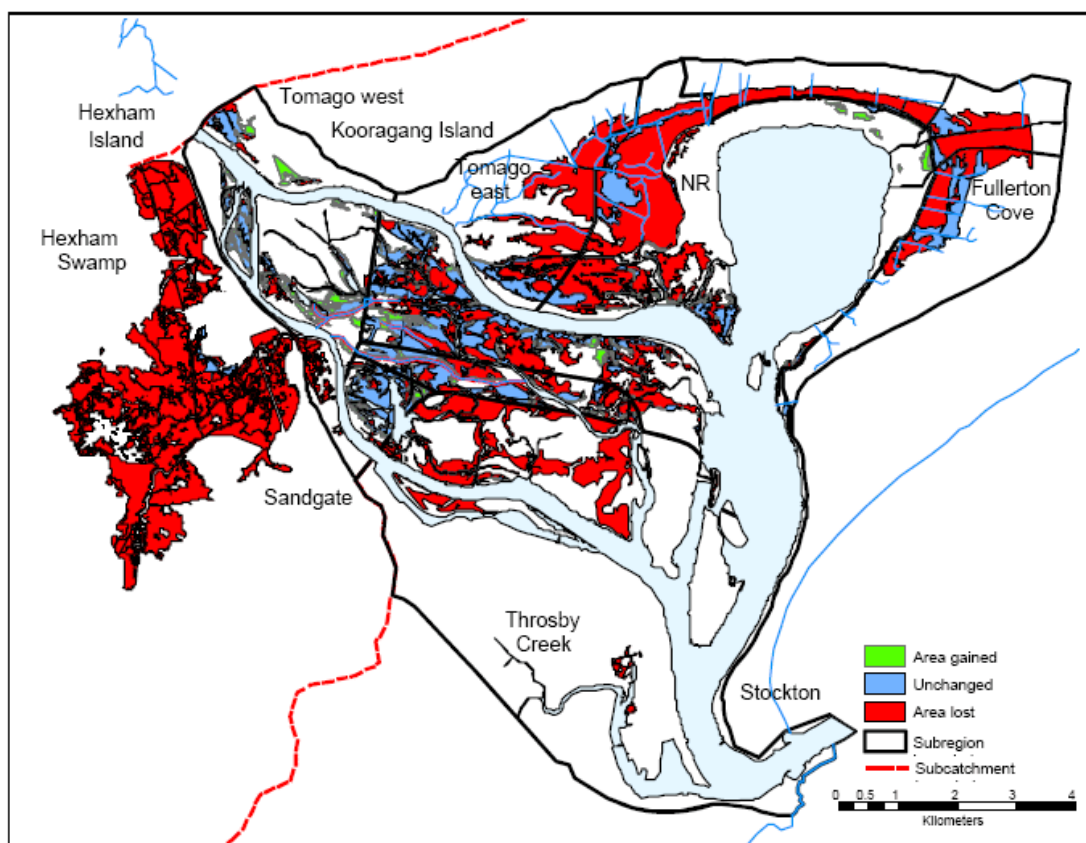 Hexham
Island
Tomago west
Kooragang Island
Tomago
east
NR
Fullerton
Cove
Hexham
Swamp
Sandgate
Throsby
Creek
Stockton
Area gained
Unchanged
Area lost
Subregion
Subcatchment
0 0.5 1 2 3 4
Kilometers